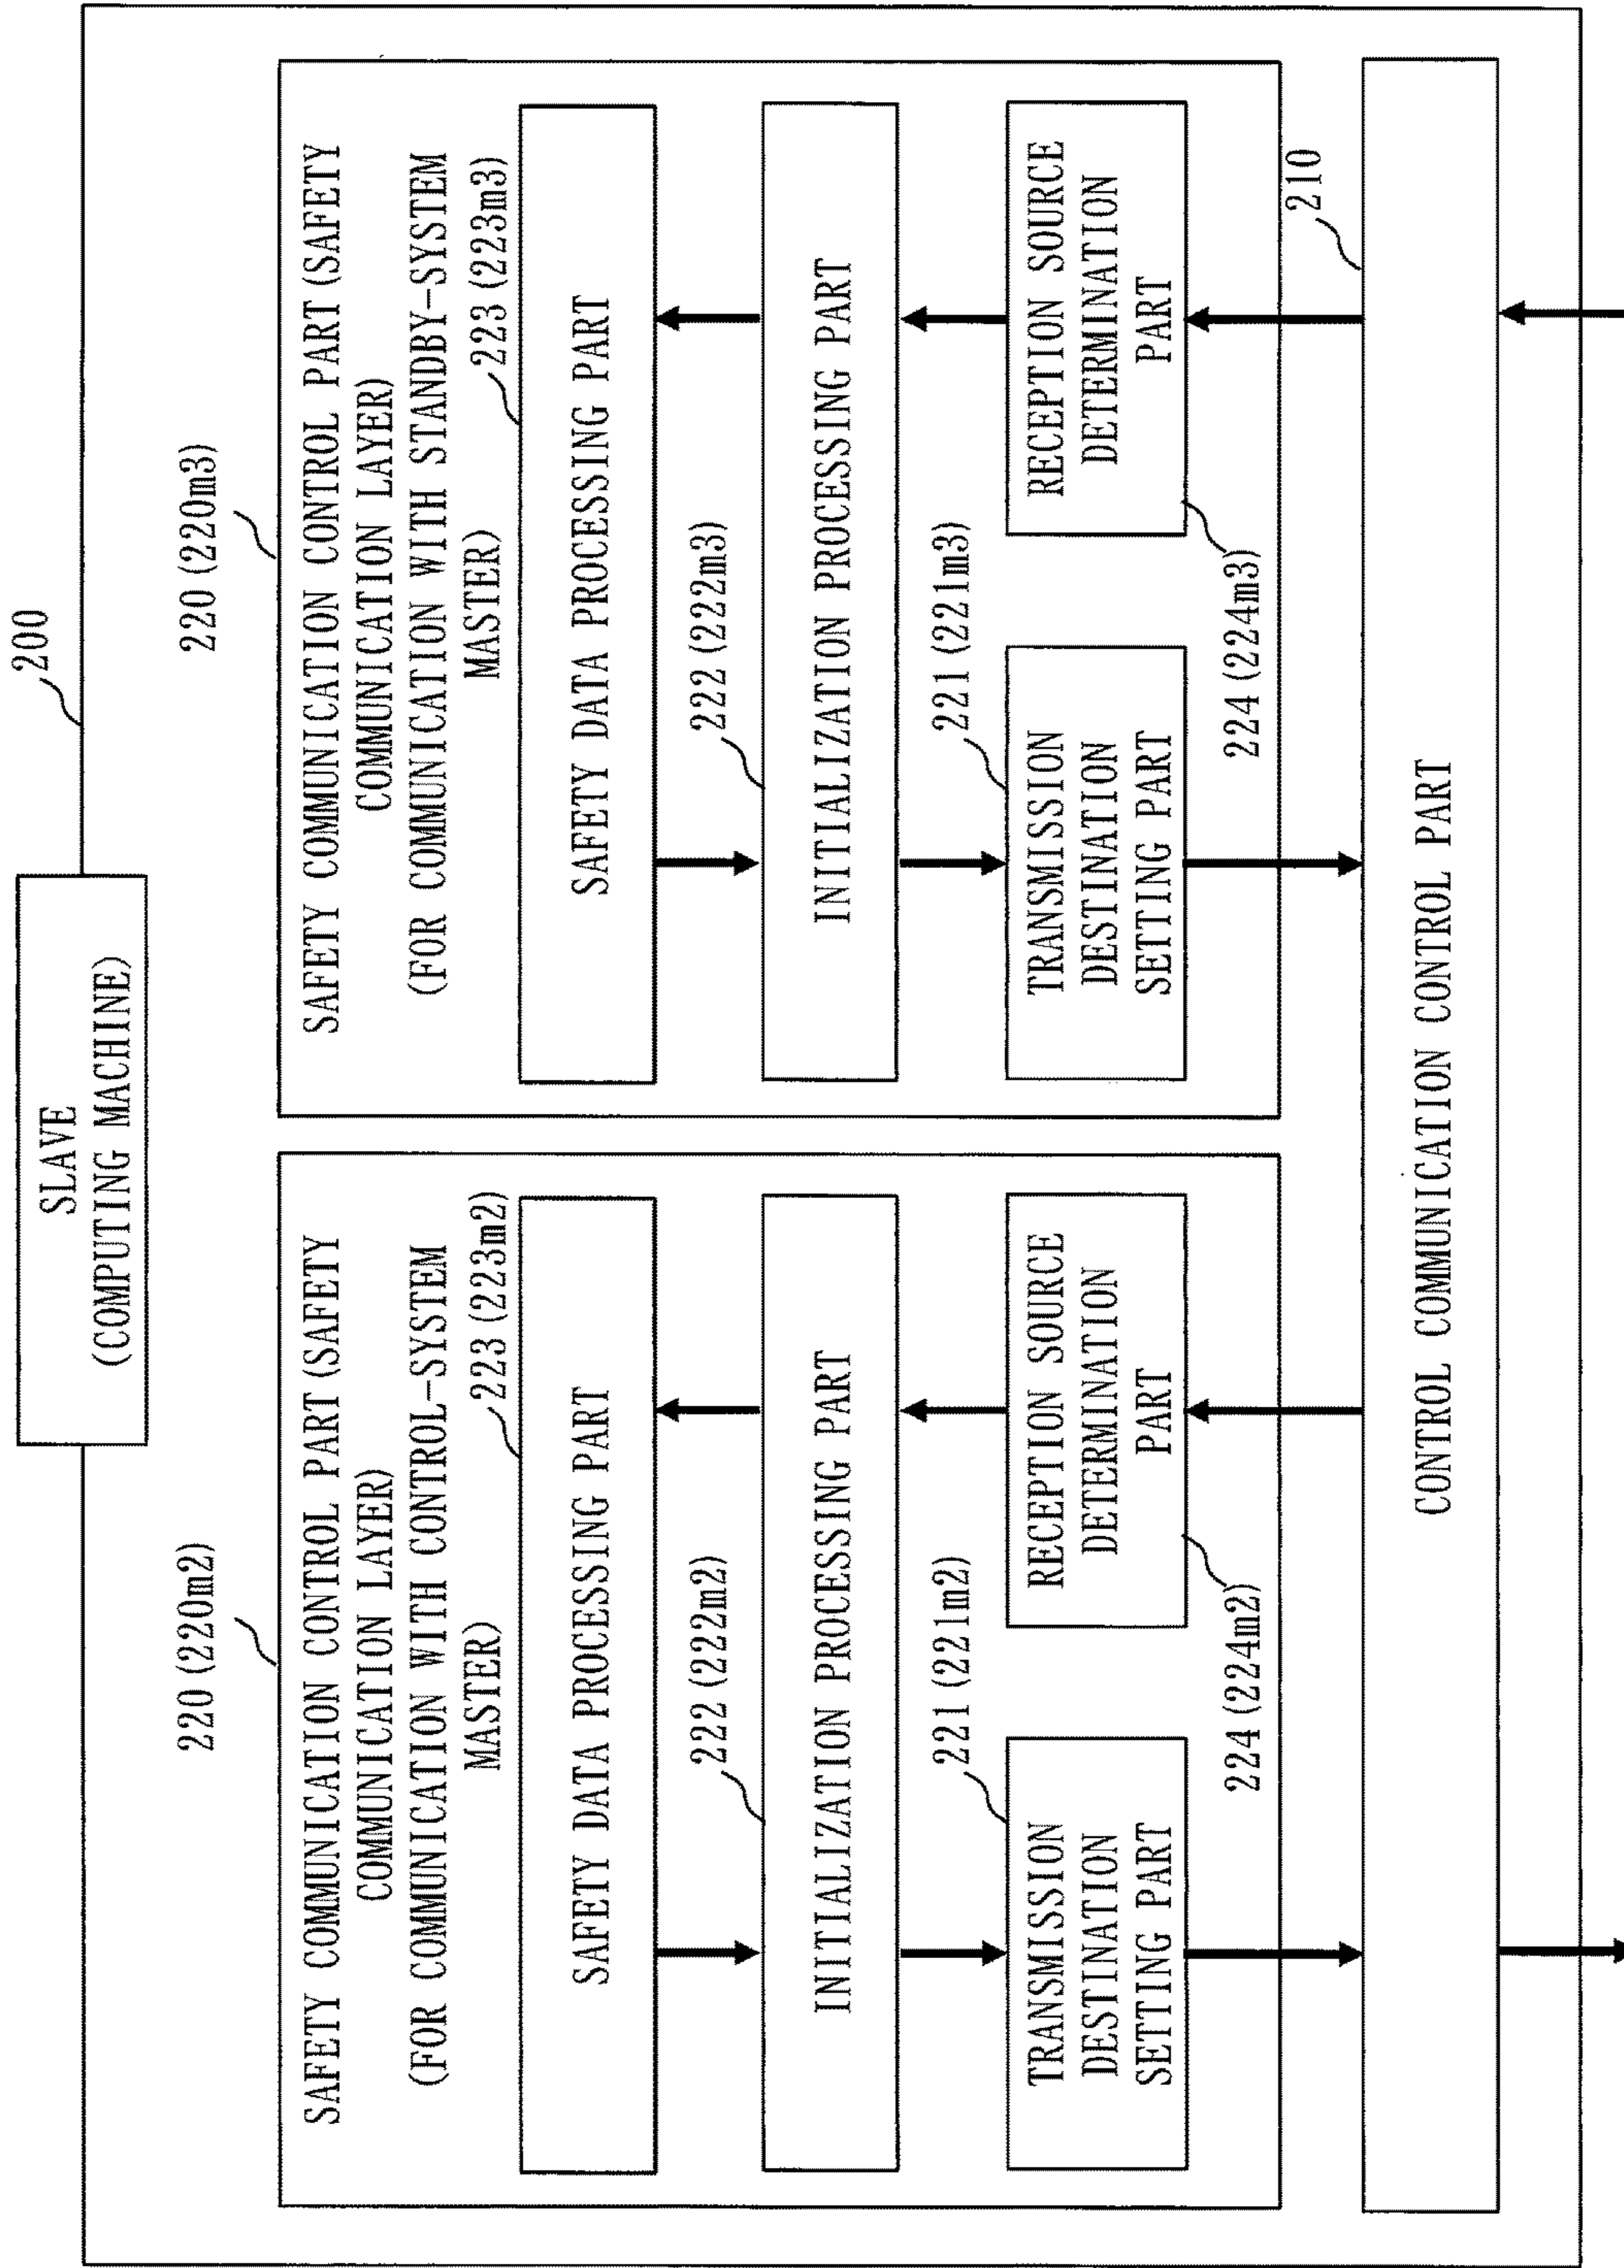 SLAVE
(COMPUTING MACHINE)
200
220 (220m2)
SAFETY COMMUNICATION CONTROL PART (SAFETY
COMMUNICATION LAYER)
(FOR COMMUNICATION WITH CONTROL-SYSTEM
MASTER)
223 (223m2)
SAFETY DATA PROCESSING PART
222 (222m2)
INITIALIZATION PROCESSING PART
221 (221m2)
TRANSMISSION
DESTINATION
SETTING PART
RECEPTION SOURCE
DETERMINATION
PART
224 (224m2)
220 (220m3)
SAFETY COMMUNICATION CONTROL PART (SAFETY
COMMUNICATION LAYER)
(FOR COMMUNICATION WITH STANDBY-SYSTEM
MASTER)
223 (223m3)
SAFETY DATA PROCESSING PART
222 (222m3)
INITIALIZATION PROCESSING PART
221 (221m3)
TRANSMISSION
DESTINATION
SETTING PART
RECEPTION SOURCE
DETERMINATION
PART
224 (224m3)
210
CONTROL COMMUNICATION CONTROL PART